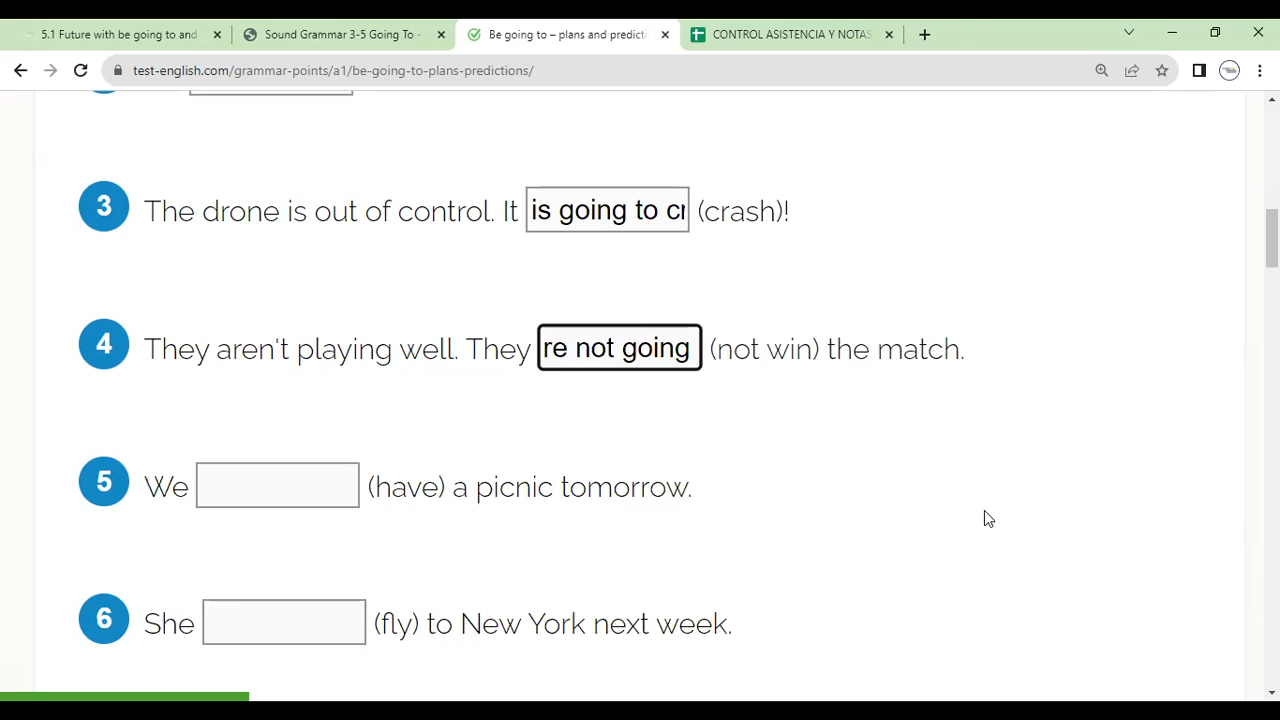 5.1 Future with be going to and
Sound Grammar 3-5 Going To -
Be going to – plans and predicti
CONTROL ASISTENCIA Y NOTAS
test-english.com/grammar-points/a1/be-going-to-plans-predictions/
3 The drone is out of control. It is going to cr (crash)!
4 They aren't playing well. They re not going (not win) the match.
5 We (have) a picnic tomorrow.
6 She (fly) to New York next week.